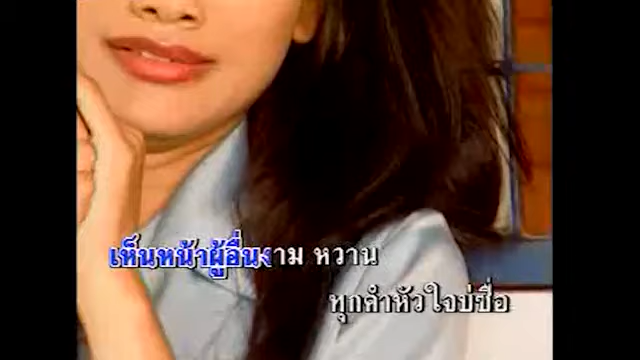 เห็นหน้าผู้อื่นงาม หวาน
ทุกคำหัวใจบ่ซื่อ